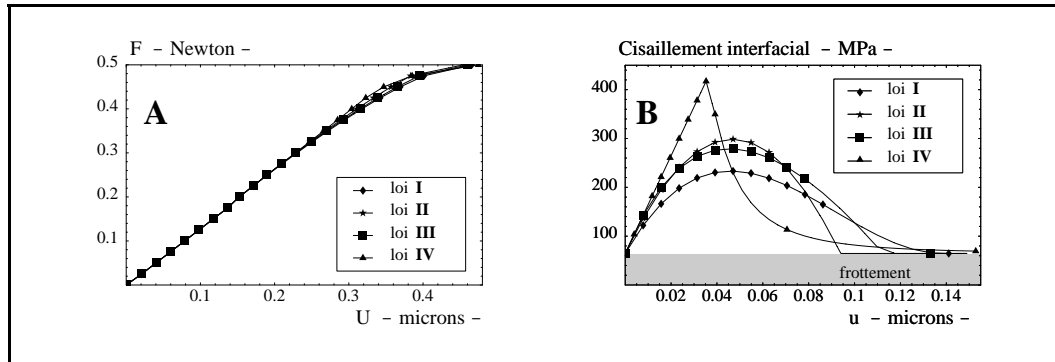 F – Newton –
0.5
0.4
0.3
0.2
0.1
A
loi I
loi II
loi III
loi IV
0.1 0.2 0.3 0.4
U – microns –
Cisaillement interfacial – MPa –
400
300
200
100
B
loi I
loi II
loi III
loi IV
frottement
0.02 0.04 0.06 0.08 0.1 0.12 0.14
u – microns –